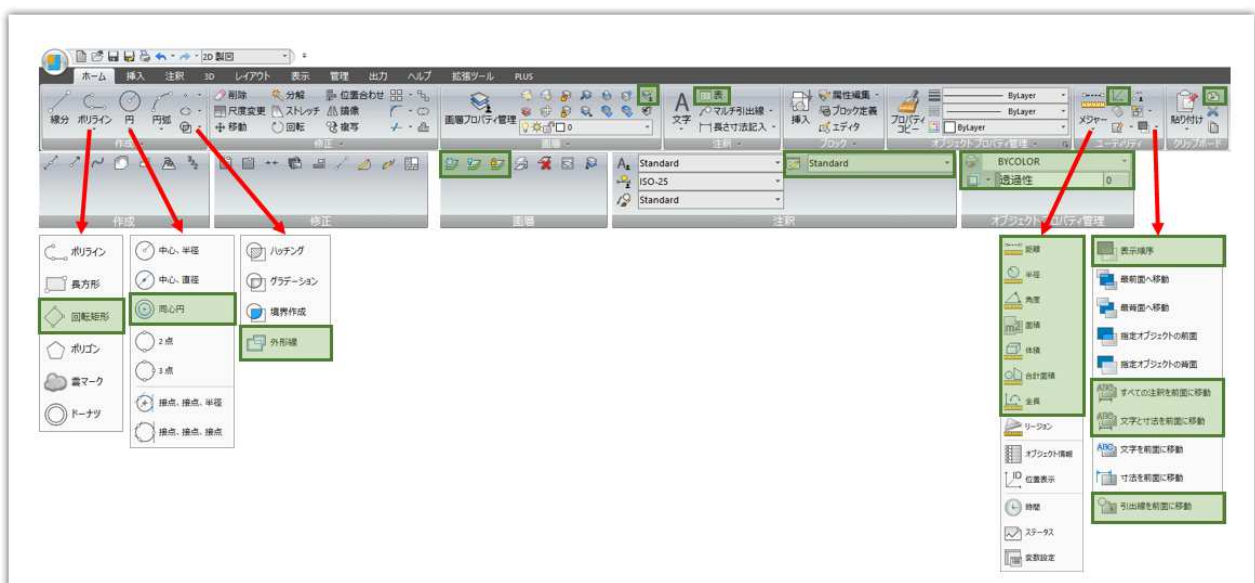 2D 製図
ホーム 挿入 注釈 3D レイアウト 表示 管理 出力 ヘルプ 拡張ツール PLUS
線分 ポリライン 円 円弧
削除 分解 位置合わせ
尺度変更 ストレッチ 鏡像
移動 回転 複写
画層プロパティ管理
0
文字
表
マルチ引出線
長さ寸法記入
挿入
属性編集
ブロック定義
エディタ
プロパティ
コピー
ByLayer
ByLayer
ByLayer
メジャー
貼り付け
作成 修正 画層 注釈 ブロック オブジェクトプロパティ管理 ユーティリティ クリップボード
Standard
ISO-25
Standard
Standard
BYCOLOR
透過性 0
作成 修正 画層 注釈 オブジェクトプロパティ管理
ポリライン
長方形
回転矩形
ポリゴン
雲マーク
ドーナツ
中心、半径
中心、直径
同心円
2 点
3 点
接点、接点、半径
接点、接点、接点
ハッチング
グラデーション
境界作成
外形線
距離
半径
角度
面積
体積
合計面積
全長
リージョン
オブジェクト情報
位置表示
時間
ステータス
変数設定
表示順序
最前面へ移動
最背面へ移動
指定オブジェクトの前面
指定オブジェクトの背面
すべての注釈を前面に移動
文字と寸法を前面に移動
文字を前面に移動
寸法を前面に移動
引出線を前面に移動